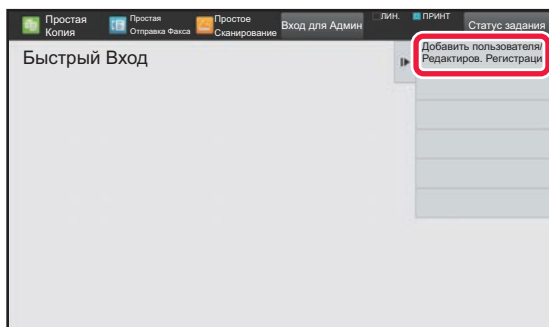 Простая
Копия
Простая
Отправка Факса
Простое
Сканирование
Вход для Админ
ЛИН.
ПРИНТ
Статус задания
Быстрый Вход
Добавить пользователя/
Редактиров. Регистраци